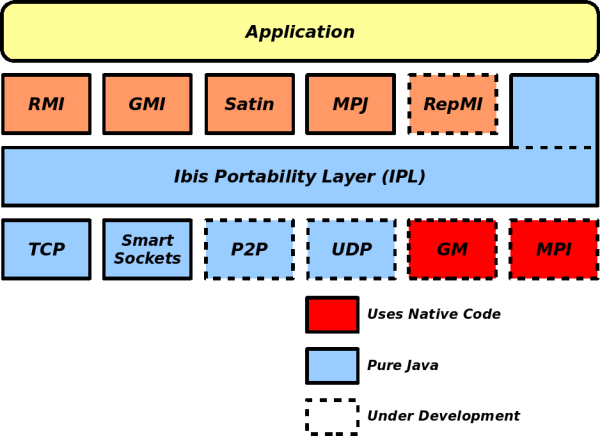 Application
RMI
GMI
Satin
MPJ
RepMI
Ibis Portability Layer (IPL)
TCP
Smart
Sockets
P2P
UDP
GM
MPI
Uses Native Code
Pure Java
Under Development